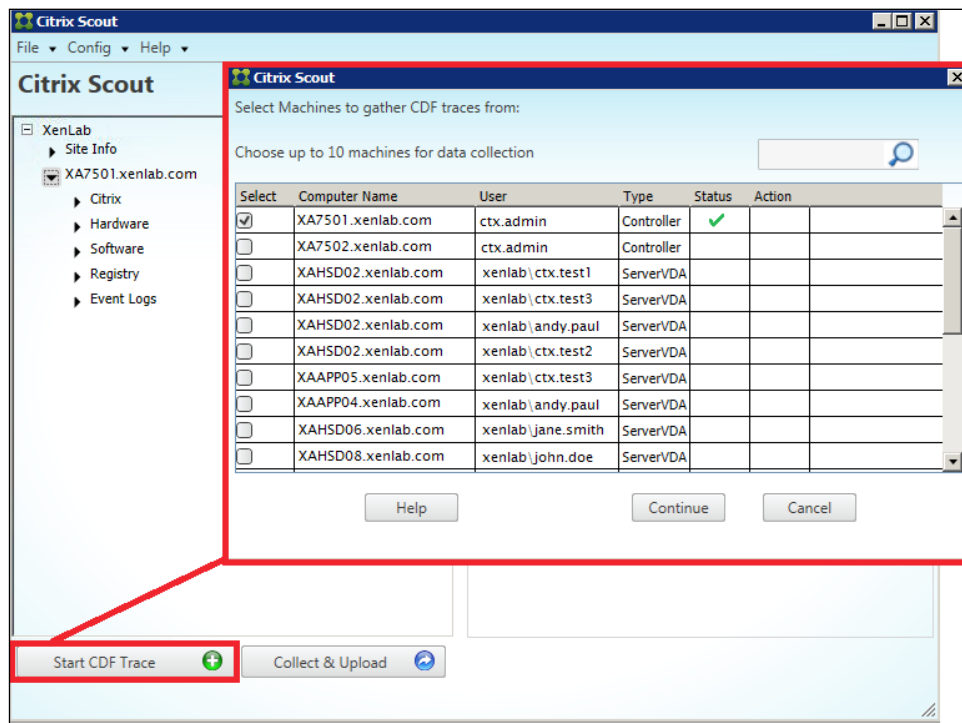 Citrix Scout
File Config Help
Citrix Scout
XenLab
Site Info
XA7501.xenlab.com
Citrix
Hardware
Software
Registry
Event Logs
Citrix Scout
Select Machines to gather CDF traces from:
Choose up to 10 machines for data collection
Select Computer Name User Type Status Action
XA7501.xenlab.com ctx.admin Controller
XA7502.xenlab.com ctx.admin Controller
XAHSD02.xenlab.com xenlab\ctx.test1 ServerVDA
XAHSD02.xenlab.com xenlab\ctx.test3 ServerVDA
XAHSD02.xenlab.com xenlab\andy.paul ServerVDA
XAHSD02.xenlab.com xenlab\ctx.test2 ServerVDA
XAAPP05.xenlab.com xenlab\ctx.test3 ServerVDA
XAAPP04.xenlab.com xenlab\andy.paul ServerVDA
XAHSD06.xenlab.com xenlab\jane.smith ServerVDA
XAHSD08.xenlab.com xenlab\john.doe ServerVDA
Help Continue Cancel
Start CDF Trace Collect & Upload